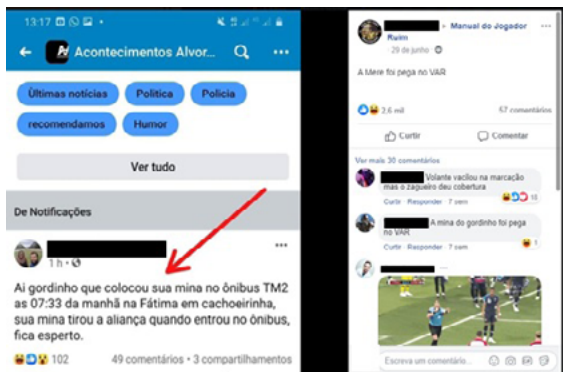 13:17
Acontecimentos Alvor...
Últimas notícias
Política
Policia
recomendamos
Humor
Ver tudo
De Notificações
1 h
Ai gordinho que colocou sua mina no ônibus TM2
as 07:33 da manhã na Fátima em cachoeirinha,
sua mina tirou a aliança quando entrou no ônibus,
fica esperto.
102
49 comentários • 3 compartilhamentos
Manual do Jogador
Ruim
29 de junho
A Mere foi pega no VAR
2,6 mil
67 comentários
Curtir
Comentar
Ver mais 30 comentários
Volante vacilou na marcação
mas o zagueiro deu cobertura
Curtir · Responder · 7 sem
A mina do gordinho foi pega
no VAR
Curtir · Responder · 7 sem
1
Escreva um comentário...